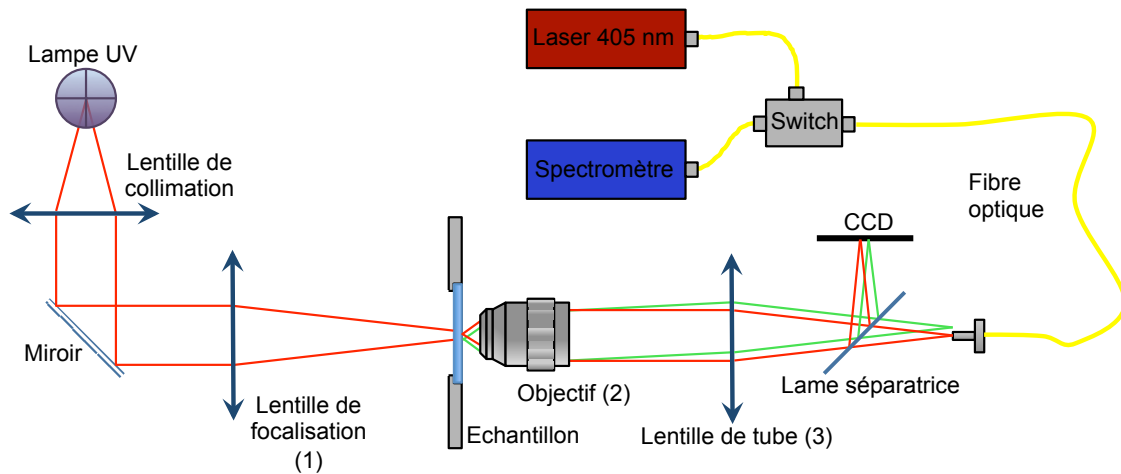 Laser 405 nm
Lampe UV
Switch
Spectromètre
Lentille de
collimation
Fibre
optique
CCD
Miroir
Lame séparatrice
Objectif (2)
Lentille de
focalisation
(1)
Echantillon
Lentille de tube (3)